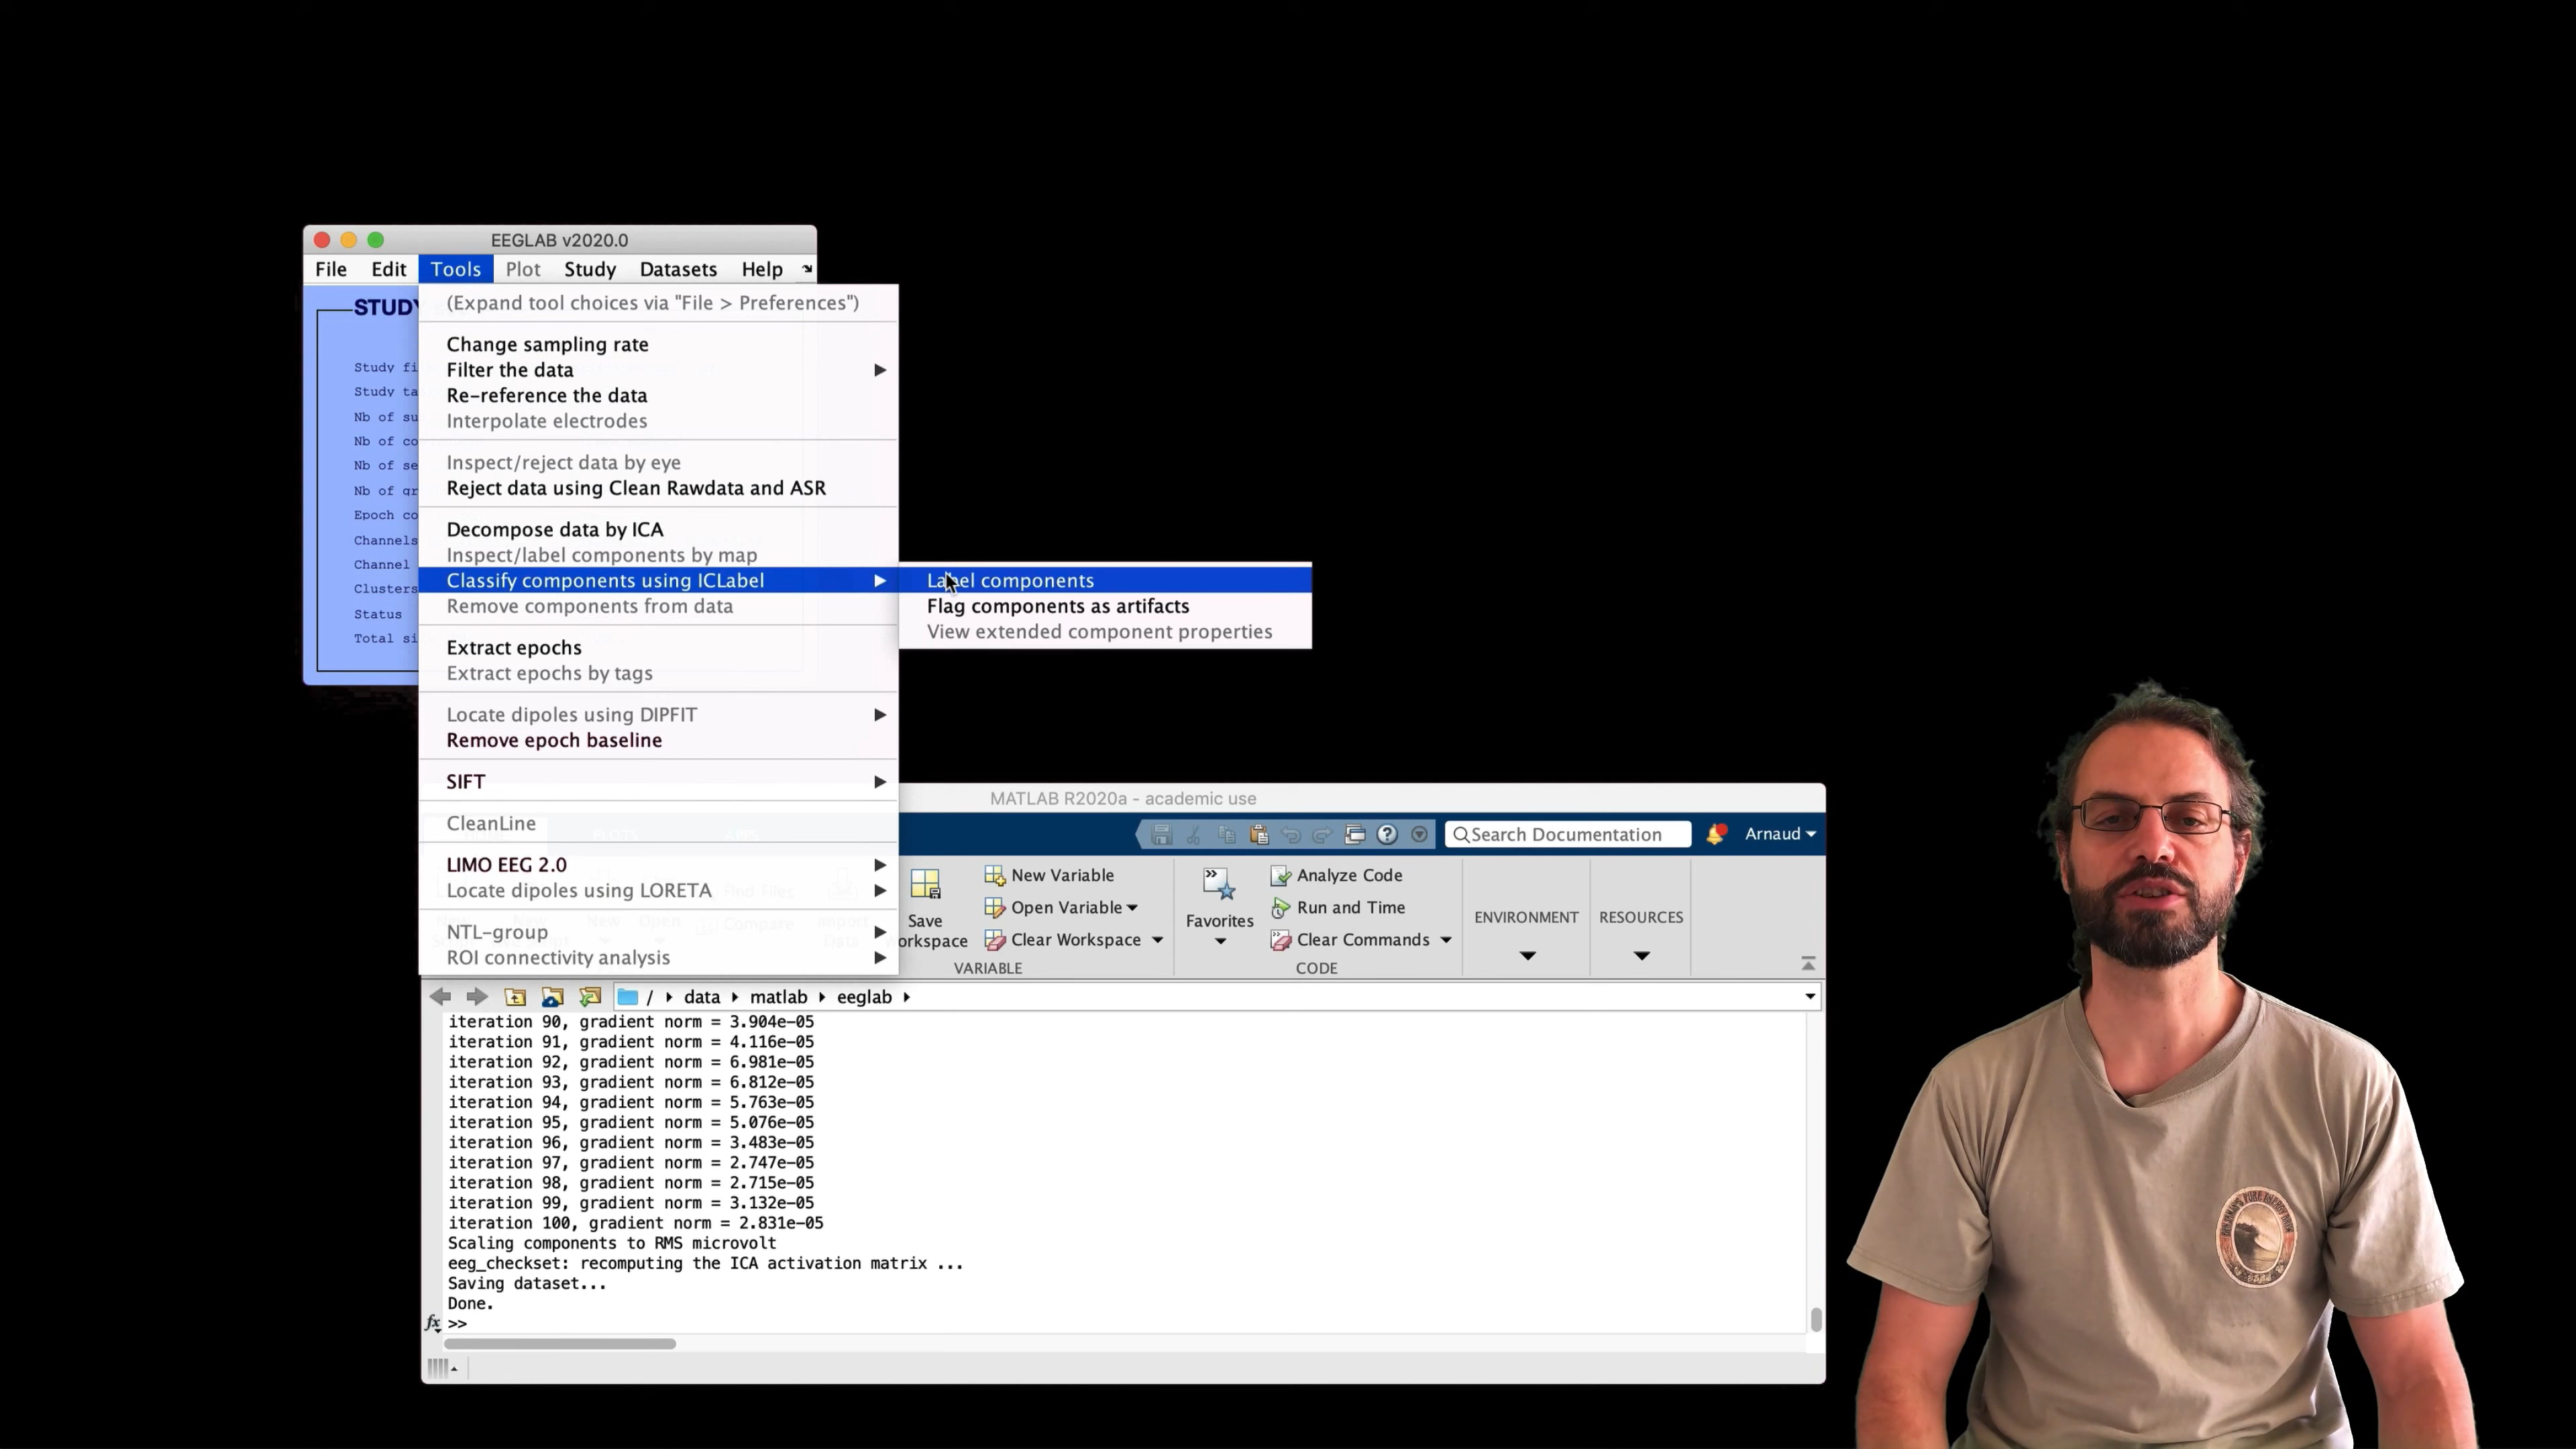 EEGLAB v2020.0
File Edit Tools Plot Study Datasets Help
STUDY
(Expand tool choices via "File > Preferences")
Study fi
Study ta
Nb of su
Nb of co
Nb of se
Nb of gr
Epoch co
Channels
Channel
Clusters
Status
Total si
Change sampling rate
Filter the data
Re-reference the data
Interpolate electrodes
Inspect/reject data by eye
Reject data using Clean Rawdata and ASR
Decompose data by ICA
Inspect/label components by map
Classify components using ICLabel
Remove components from data
Extract epochs
Extract epochs by tags
Locate dipoles using DIPFIT
Remove epoch baseline
SIFT
CleanLine
LIMO EEG 2.0
Locate dipoles using LORETA
NTL-group
ROI connectivity analysis
Label components
Flag components as artifacts
View extended component properties
MATLAB R2020a - academic use
Search Documentation
Arnaud
Save
Workspace
New Variable
Open Variable
Clear Workspace
VARIABLE
Favorites
Analyze Code
Run and Time
Clear Commands
CODE
ENVIRONMENT
RESOURCES
/ data matlab eeglab
iteration 90, gradient norm = 3.904e-05
iteration 91, gradient norm = 4.116e-05
iteration 92, gradient norm = 6.981e-05
iteration 93, gradient norm = 6.812e-05
iteration 94, gradient norm = 5.763e-05
iteration 95, gradient norm = 5.076e-05
iteration 96, gradient norm = 3.483e-05
iteration 97, gradient norm = 2.747e-05
iteration 98, gradient norm = 2.715e-05
iteration 99, gradient norm = 3.132e-05
iteration 100, gradient norm = 2.831e-05
Scaling components to RMS microvolt
eeg_checkset: recomputing the ICA activation matrix ...
Saving dataset...
Done.
fx >>